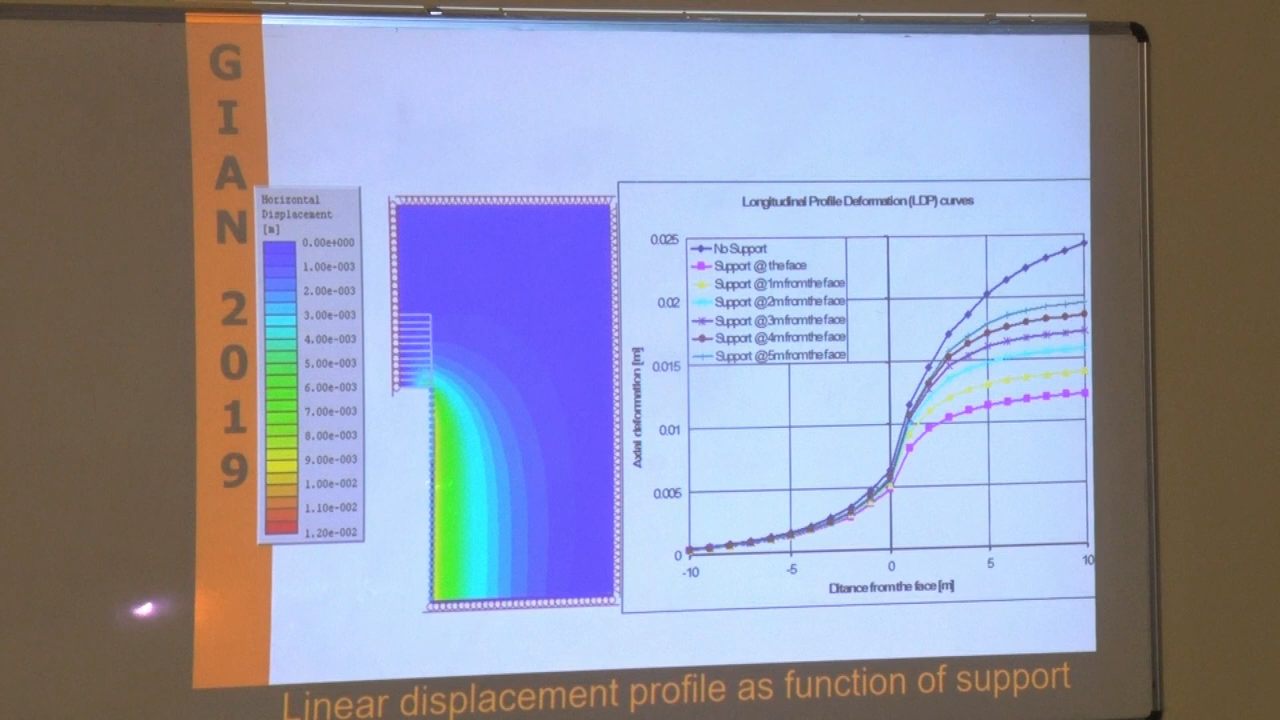 G
I
A
N
2
0
1
9
Horizontal
Displacement
[m]
0.00e+000
1.00e-003
2.00e-003
3.00e-003
4.00e-003
5.00e-003
6.00e-003
7.00e-003
8.00e-003
9.00e-003
1.00e-002
1.10e-002
1.20e-002
Longitudinal Profile Deformation (LDP) curves
No Support
Support @ the face
Support @1m from the face
Support @2m from the face
Support @3m from the face
Support @4m from the face
Support @5m from the face
Axial deformation [m]
0.025
0.02
0.015
0.01
0.005
0
-10
-5
0
5
10
Ditance from the face [m]
Linear displacement profile as function of support